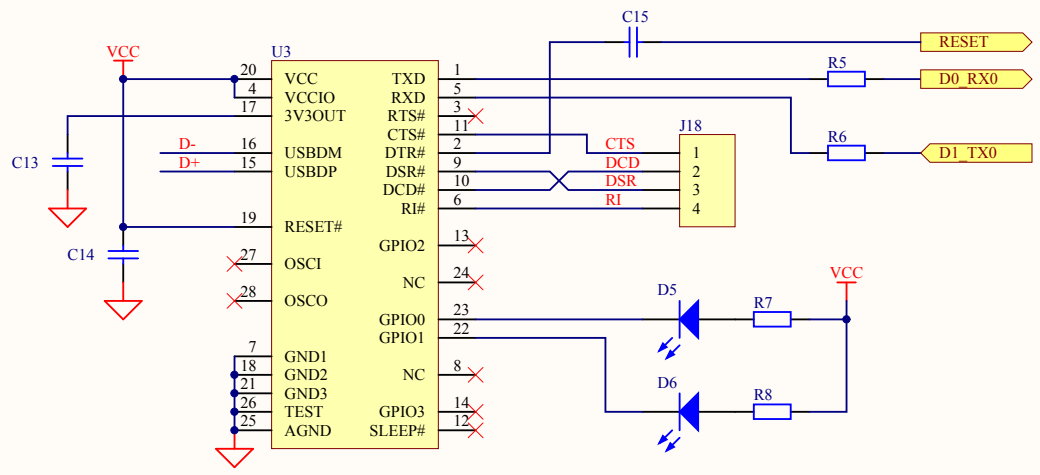 C15
VCC
U3
RESET
20 VCC TXD 1 R5 D0_RX0
4 VCCIO RXD 5
17 3V3OUT RTS# 3
CTS# 11 J18 R6
D- 16 USBDM DTR# 2 CTS 1 D1_TX0
C13 D+ 15 USBDP DSR# 9 DCD 2
DCD# 10 DSR 3
RI# 6 RI 4
19 RESET#
GPIO2 13
C14 27 OSCI
NC 24 VCC
28 OSCO D5 R7
GPIO0 23
GPIO1 22
7 GND1
18 GND2 NC 8
21 GND3 D6 R8
26 TEST GPIO3 14
25 AGND SLEEP# 12